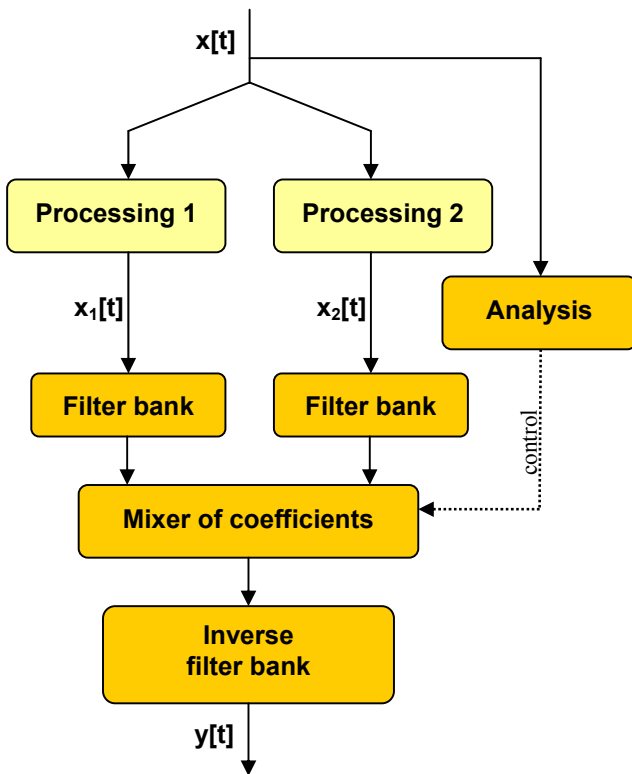 x[t]
Processing 1
Processing 2
x₁[t]
x₂[t]
Analysis
Filter bank
Filter bank
control
Mixer of coefficients
Inverse
filter bank
y[t]